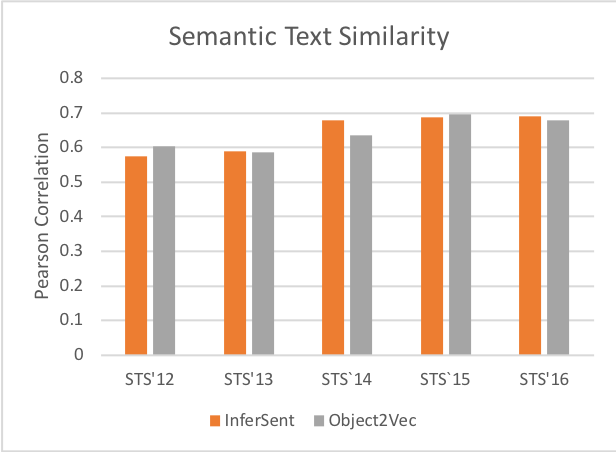 Semantic Text Similarity
0.8
0.7
0.6
0.5
0.4
0.3
0.2
0.1
0
Pearson Correlation
STS'12 STS'13 STS`14 STS`15 STS'16
InferSent Object2Vec